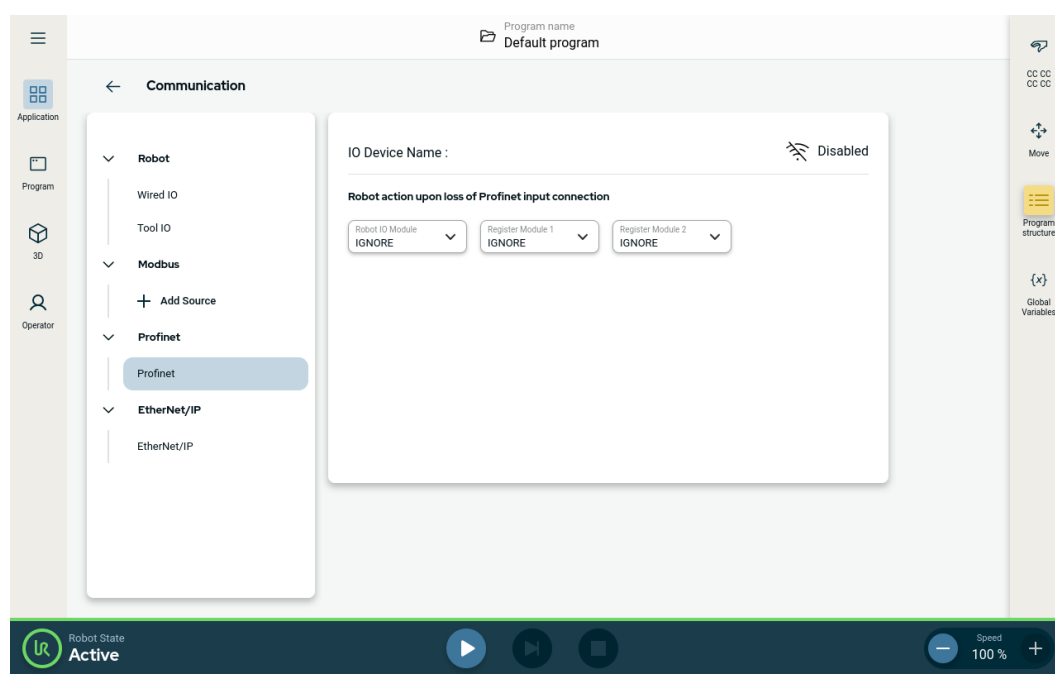 Program name
Default program
Application
Program
3D
Operator
Communication
Robot
Wired IO
Tool IO
Modbus
Add Source
Profinet
Profinet
EtherNet/IP
EtherNet/IP
IO Device Name :
Disabled
Robot action upon loss of Profinet input connection
Robot IO Module
IGNORE
Register Module 1
IGNORE
Register Module 2
IGNORE
CC CC
CC CC
Move
Program
structure
{x}
Global
Variables
Robot State
Active
Speed
100 %